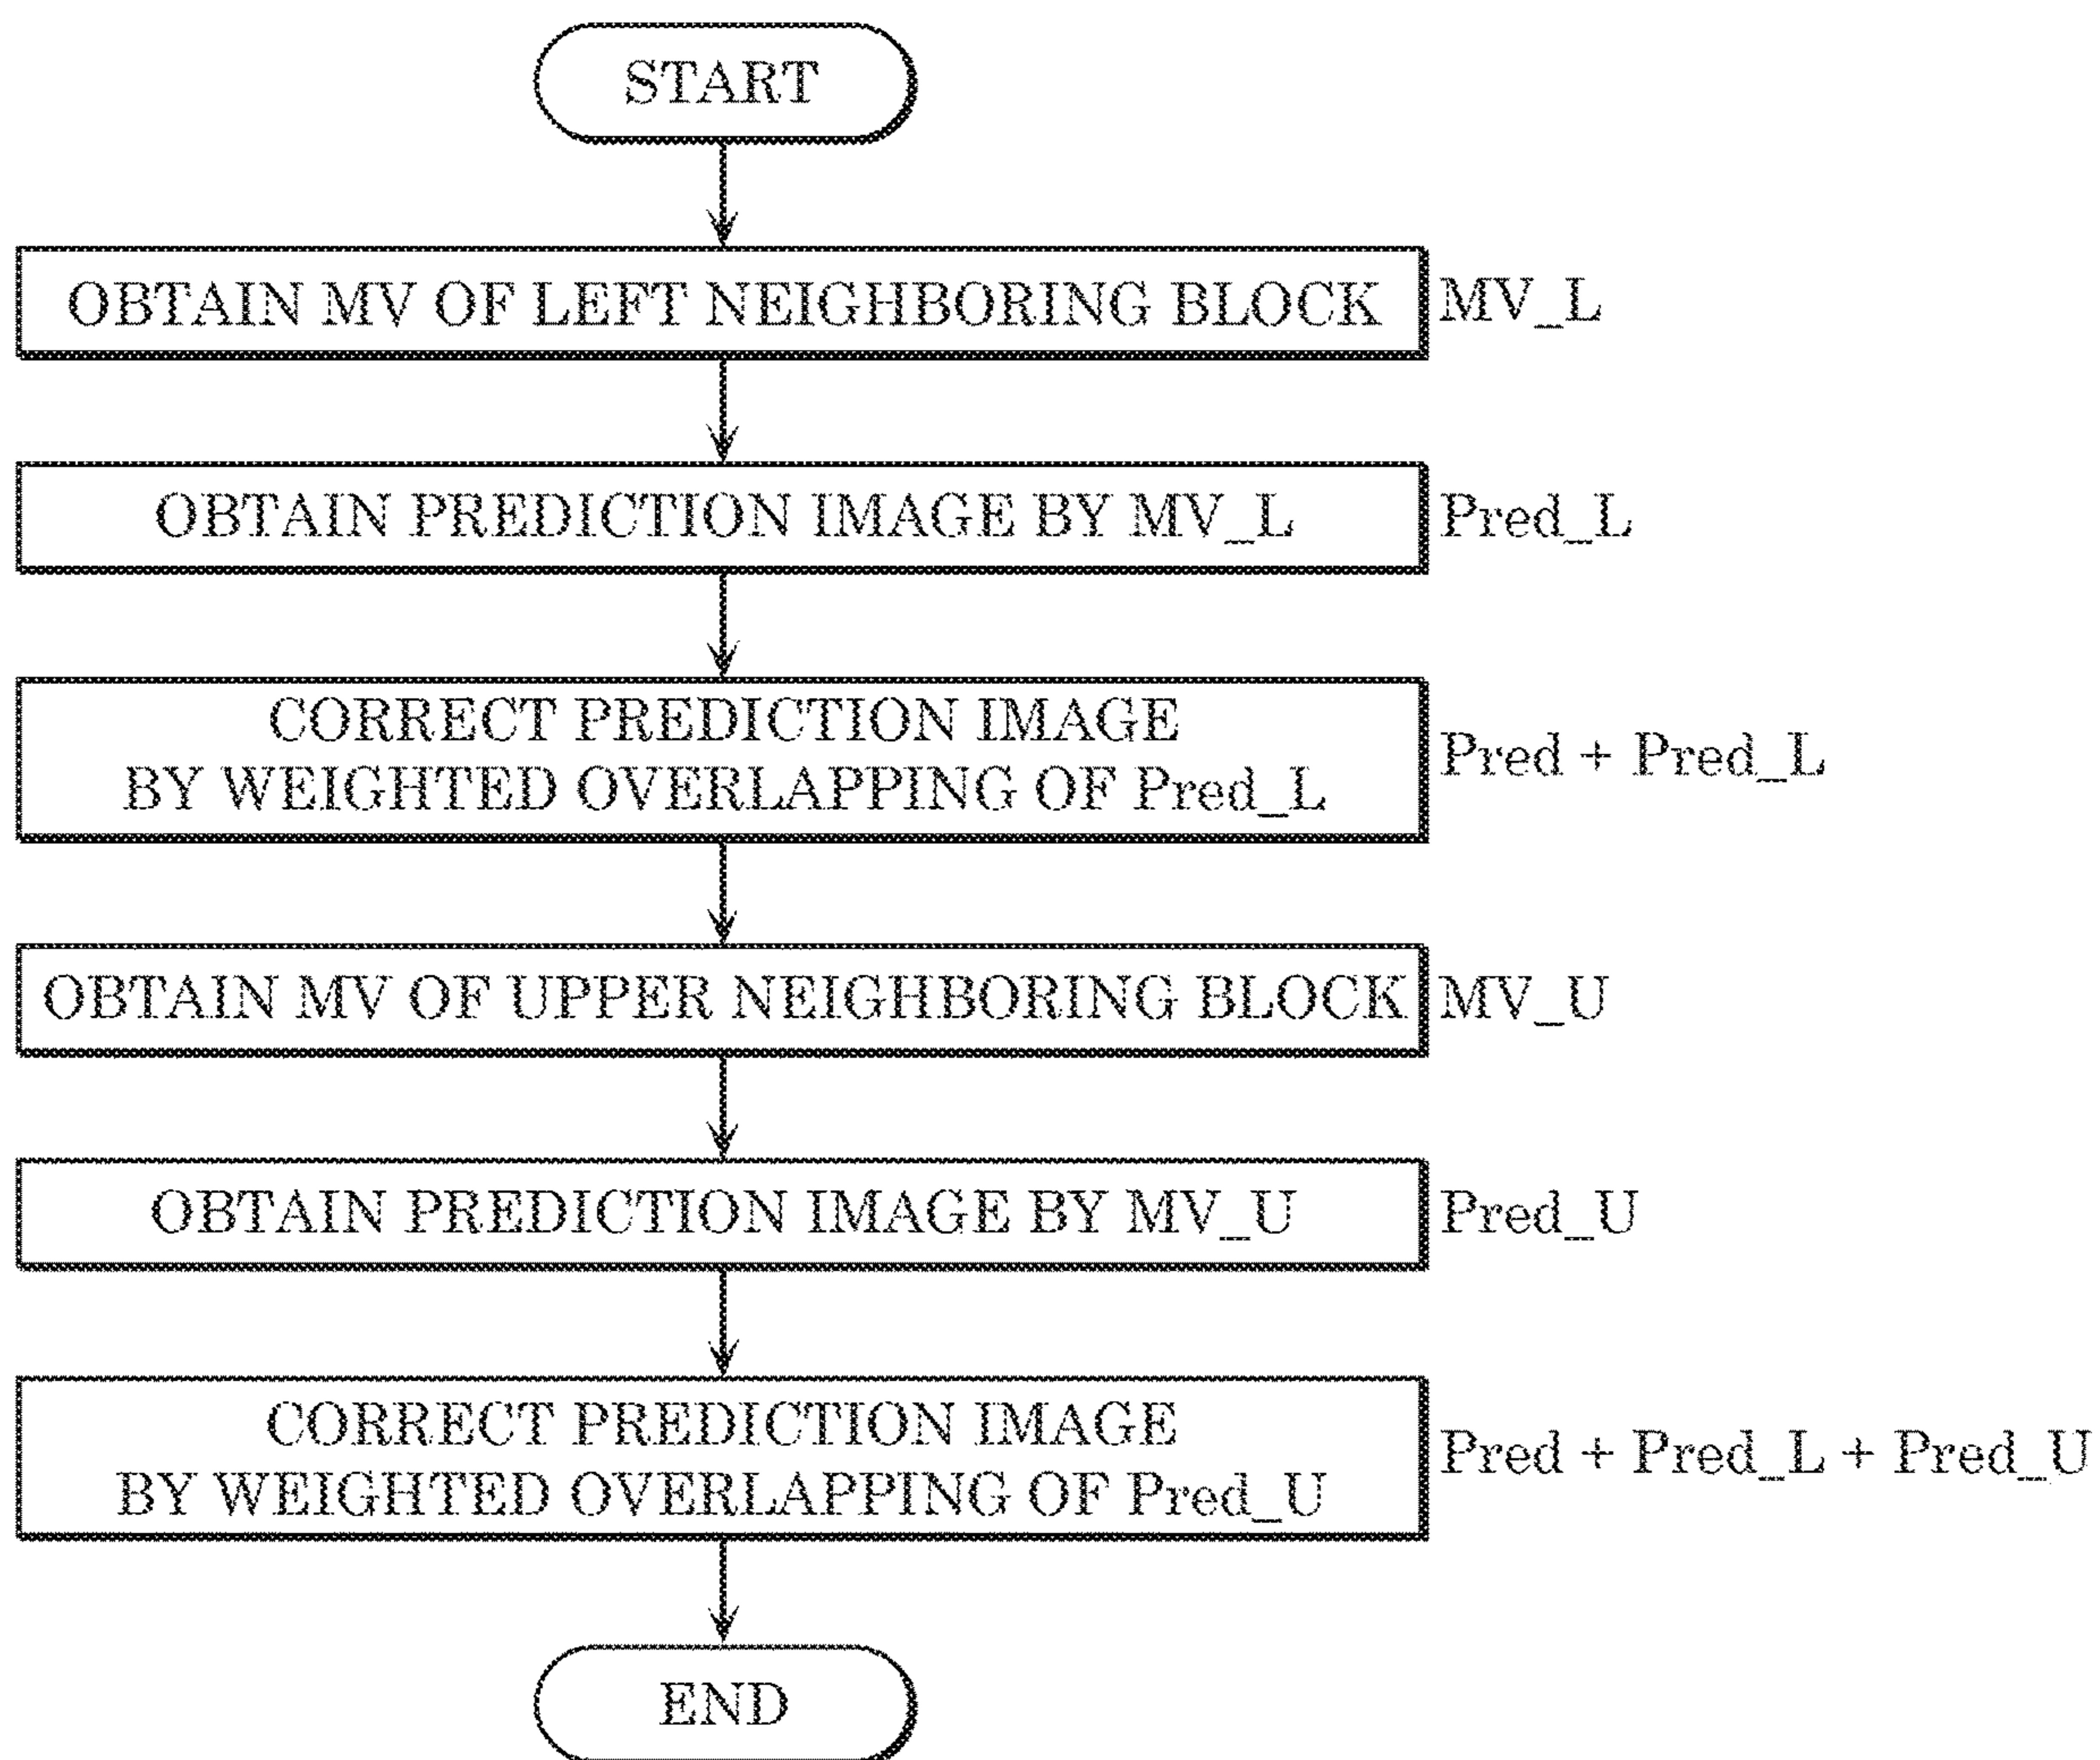 START
OBTAIN MV OF LEFT NEIGHBORING BLOCK
MV_L
OBTAIN PREDICTION IMAGE BY MV_L
Pred_L
CORRECT PREDICTION IMAGE
BY WEIGHTED OVERLAPPING OF Pred_L
Pred + Pred_L
OBTAIN MV OF UPPER NEIGHBORING BLOCK
MV_U
OBTAIN PREDICTION IMAGE BY MV_U
Pred_U
CORRECT PREDICTION IMAGE
BY WEIGHTED OVERLAPPING OF Pred_U
Pred + Pred_L + Pred_U
END